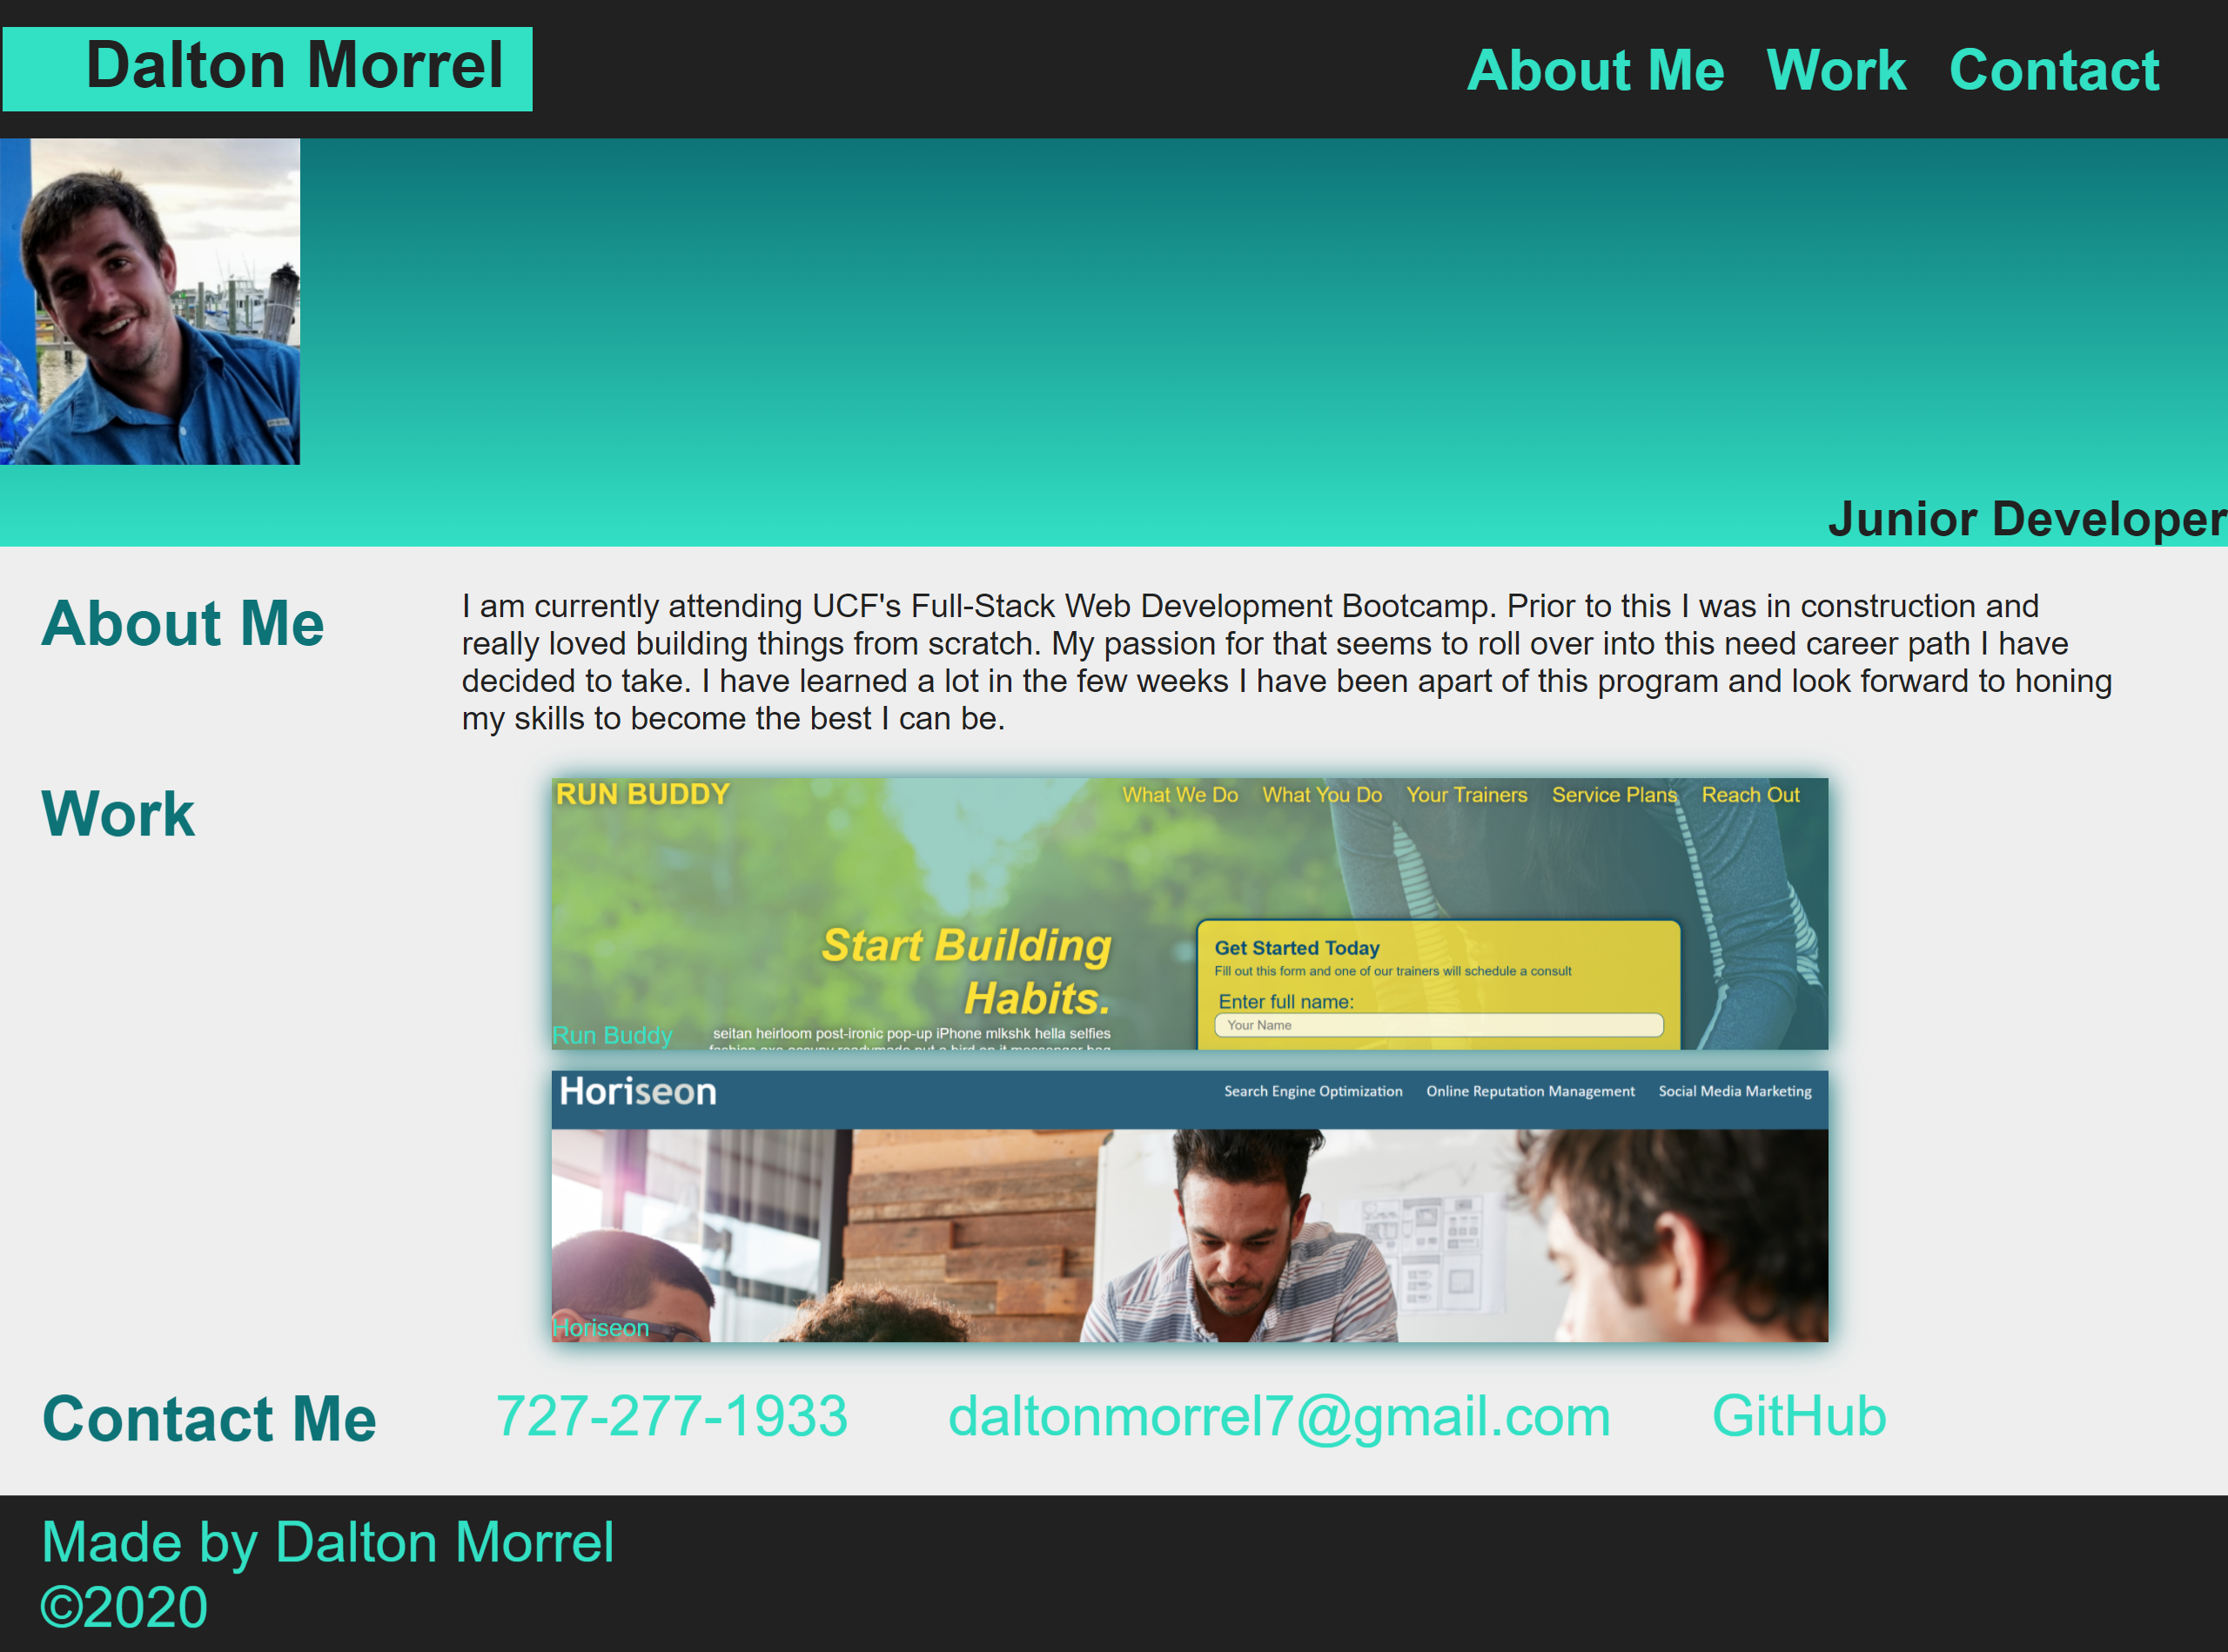 Dalton Morrel
About Me Work Contact
Junior Developer
About Me
I am currently attending UCF's Full-Stack Web Development Bootcamp. Prior to this I was in construction and
really loved building things from scratch. My passion for that seems to roll over into this need career path I have
decided to take. I have learned a lot in the few weeks I have been apart of this program and look forward to honing
my skills to become the best I can be.
Work
RUN BUDDY
What We Do What You Do Your Trainers Service Plans Reach Out
Start Building
Habits.
seitan heirloom post-ironic pop-up iPhone mlkshk hella selfies
Get Started Today
Fill out this form and one of our trainers will schedule a consult
Enter full name:
Your Name
Run Buddy
Horiseon
Search Engine Optimization Online Reputation Management Social Media Marketing
Horiseon
Contact Me
727-277-1933 daltonmorrel7@gmail.com GitHub
Made by Dalton Morrel
©2020